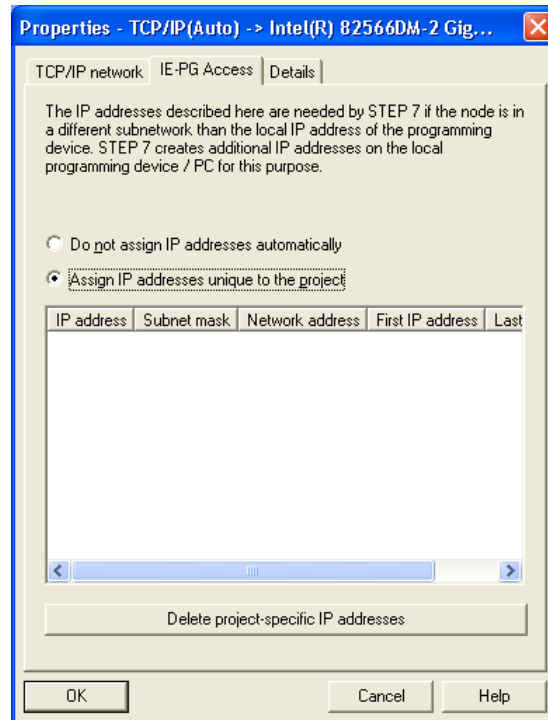 Properties - TCP/IP(Auto) -> Intel(R) 82566DM-2 Gig...
TCP/IP network IE-PG Access Details
The IP addresses described here are needed by STEP 7 if the node is in
a different subnetwork than the local IP address of the programming
device. STEP 7 creates additional IP addresses on the local
programming device / PC for this purpose.
Do not assign IP addresses automatically
Assign IP addresses unique to the project
IP address Subnet mask Network address First IP address Last
Delete project-specific IP addresses
OK Cancel Help